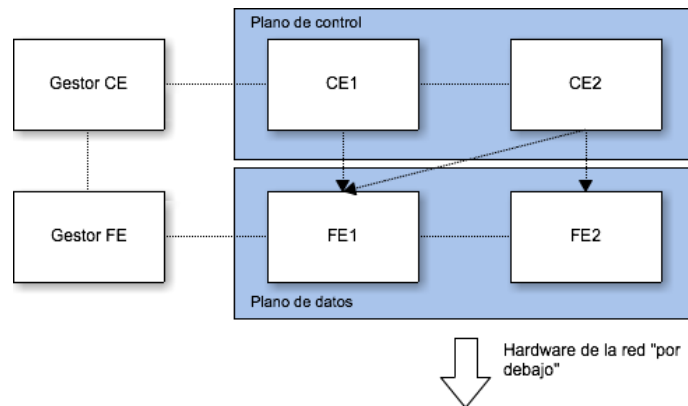 Plano de control
Gestor CE
CE1
CE2
Gestor FE
FE1
FE2
Plano de datos
Hardware de la red "por
debajo"